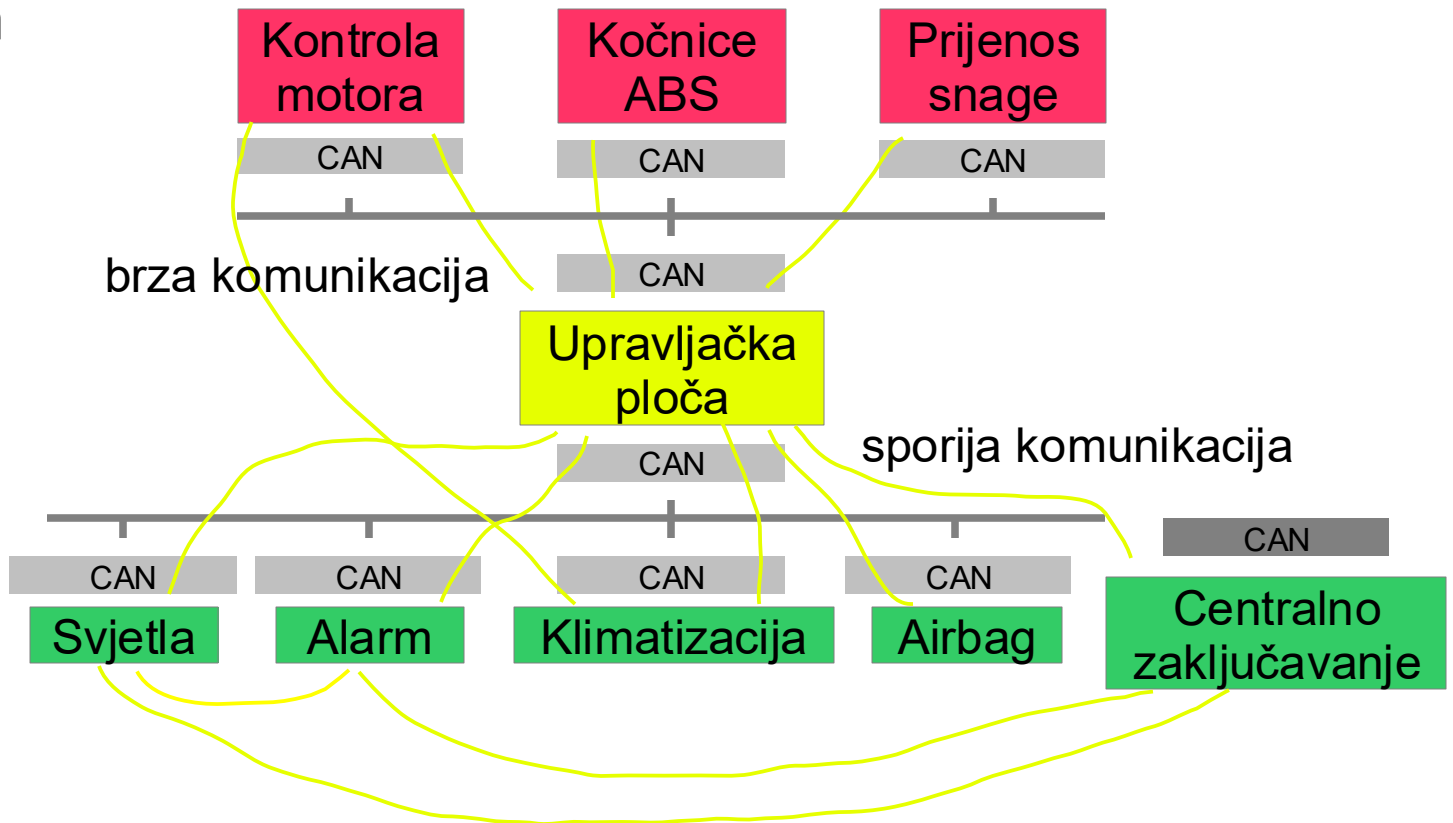 Kontrola
motora
Kočnice
ABS
Prijenos
snage
CAN
CAN
CAN
brza komunikacija
CAN
Upravljačka
ploča
CAN
sporija komunikacija
CAN
CAN
CAN
CAN
CAN
Svjetla
Alarm
Klimatizacija
Airbag
Centralno
zaključavanje